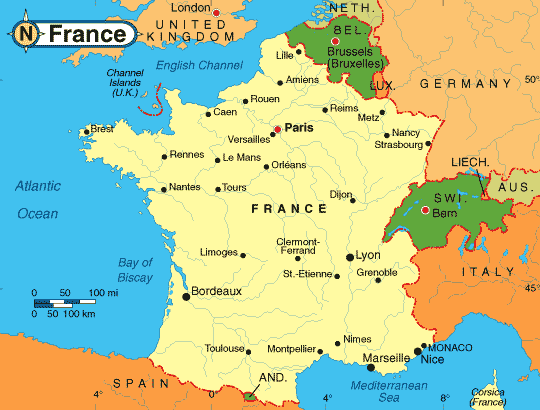 N France
London
UNITED
KINGDOM
NETH.
BEL.
Brussels
(Bruxelles)
LUX.
GERMANY
50°
English Channel
Channel
Islands
(U.K.)
Lille
Amiens
Rouen
Caen
Reims
Metz
Paris
Versailles
Nancy
Strasbourg
Brest
Rennes
Le Mans
Orléans
LIECH.
AUS.
SWI.
Bern
Atlantic
Ocean
Nantes
Tours
Dijon
FRANCE
Bay of
Biscay
Limoges
Clermont-
Ferrand
Lyon
St.-Etienne
Grenoble
ITALY
45°
0 50 100 mi
0 50 100 km
Bordeaux
Toulouse
Montpellier
Nimes
Marseille
MONACO
Nice
SPAIN
AND.
Mediterranean
Sea
Corsica
(France)
4°
0°
4°
8°